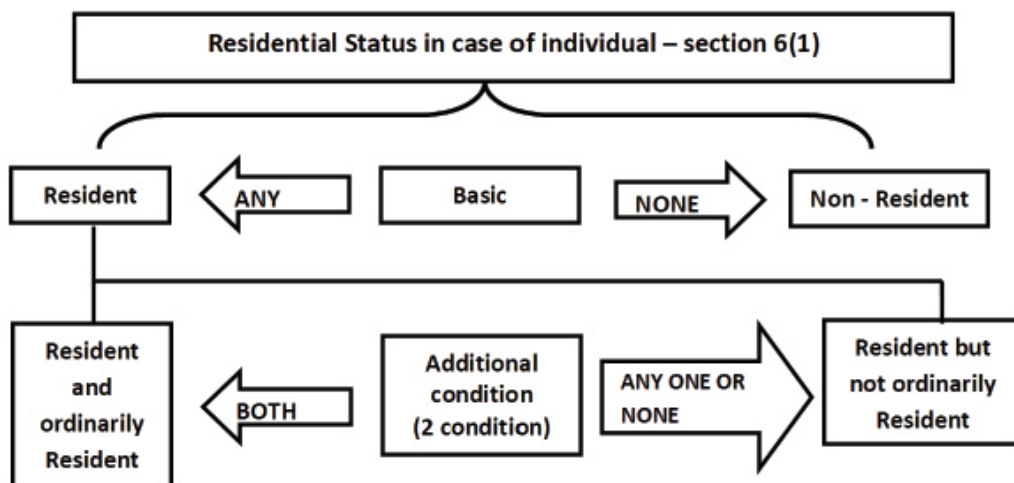 Residential Status in case of individual – section 6(1)
Resident
ANY
Basic
NONE
Non - Resident
Resident
and
ordinarily
Resident
BOTH
Additional
condition
(2 condition)
ANY ONE OR
NONE
Resident but
not ordinarily
Resident